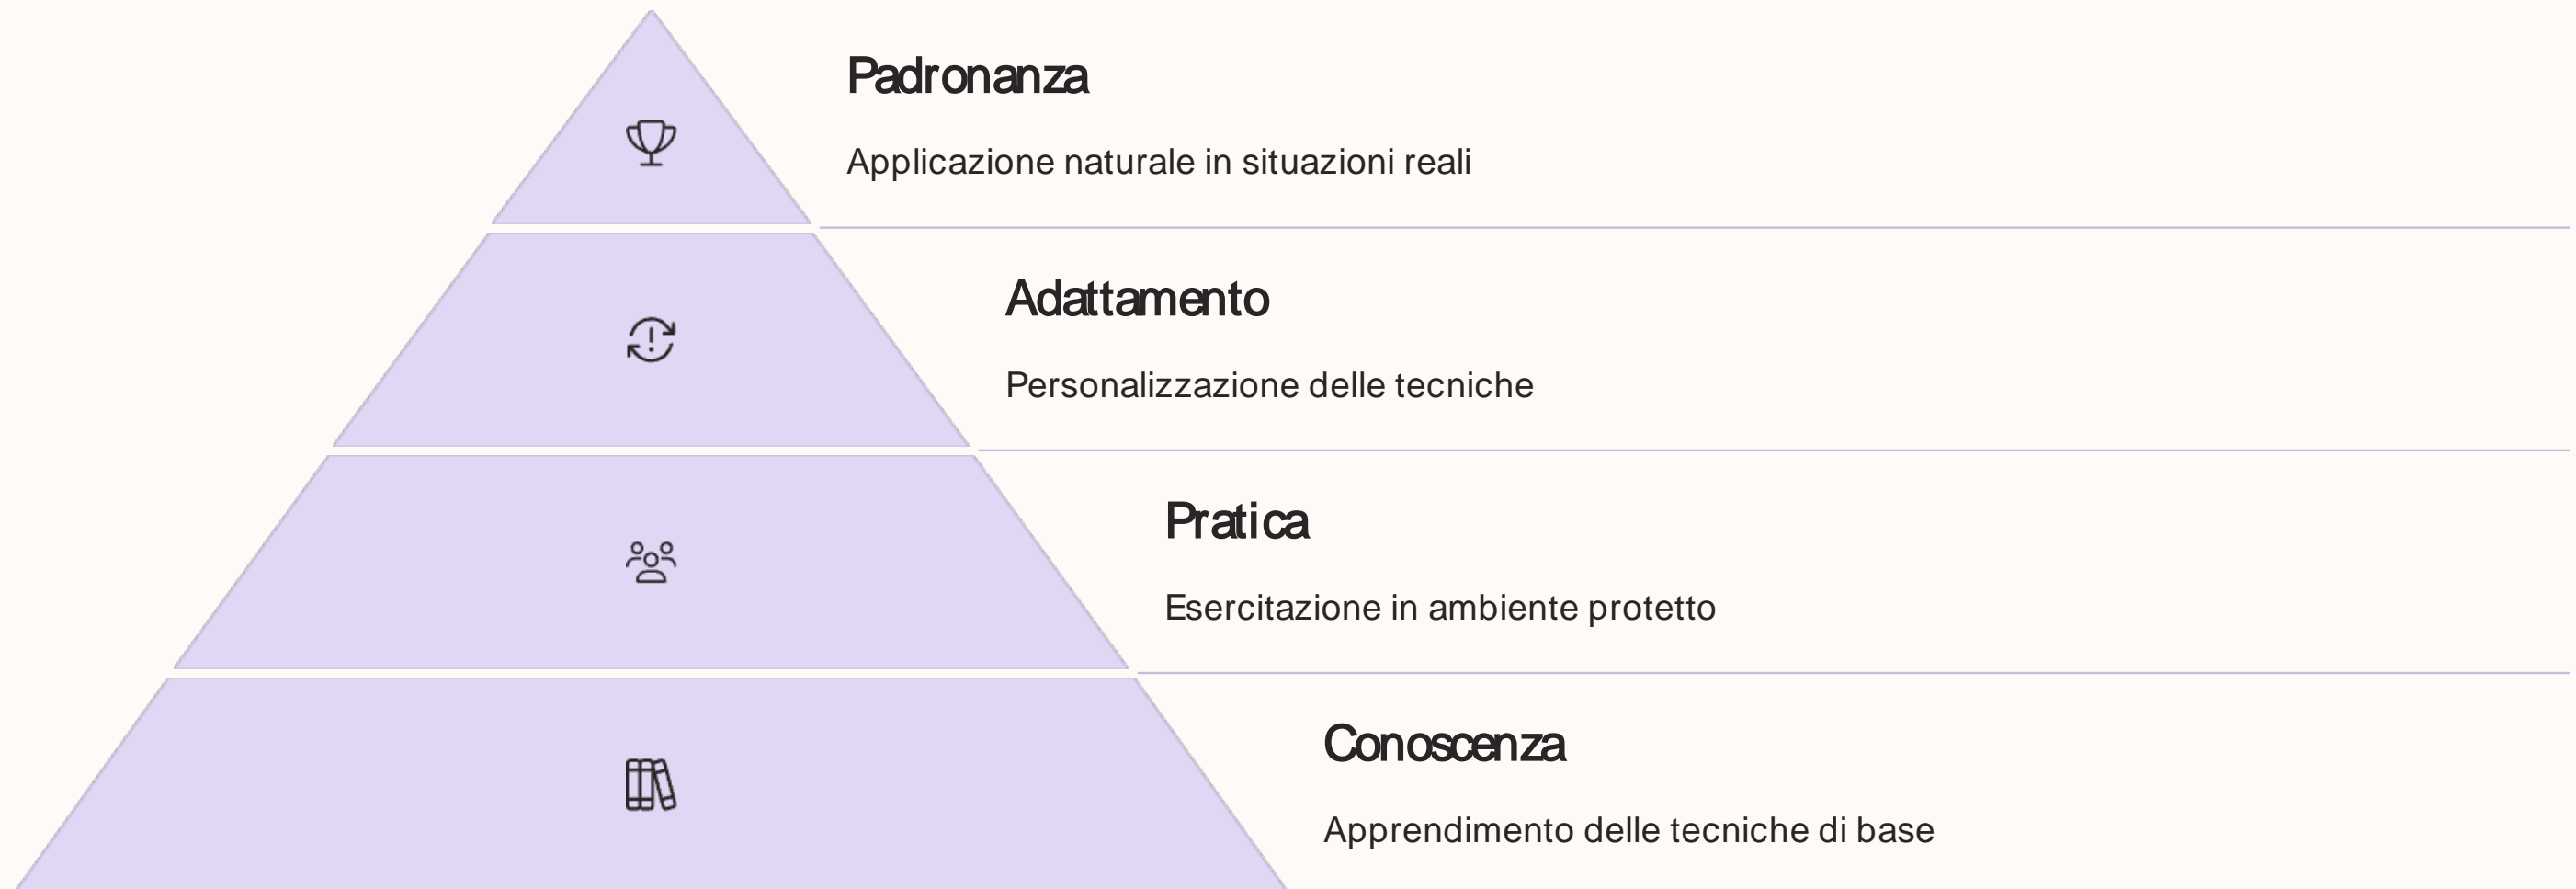 Padronanza
Applicazione naturale in situazioni reali
Adattamento
Personalizzazione delle tecniche
Pratica
Esercitazione in ambiente protetto
Conoscenza
Apprendimento delle tecniche di base